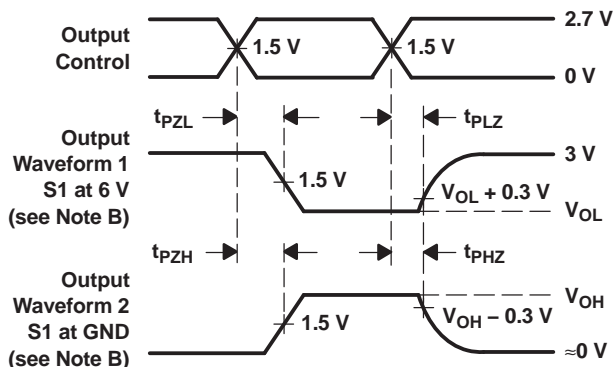 Output
Control
1.5 V
1.5 V
2.7 V
0 V
tPZL
tPLZ
Output
Waveform 1
S1 at 6 V
(see Note B)
1.5 V
3 V
VOL + 0.3 V
VOL
tPZH
tPHZ
Output
Waveform 2
S1 at GND
(see Note B)
1.5 V
VOH
VOH − 0.3 V
≈0 V